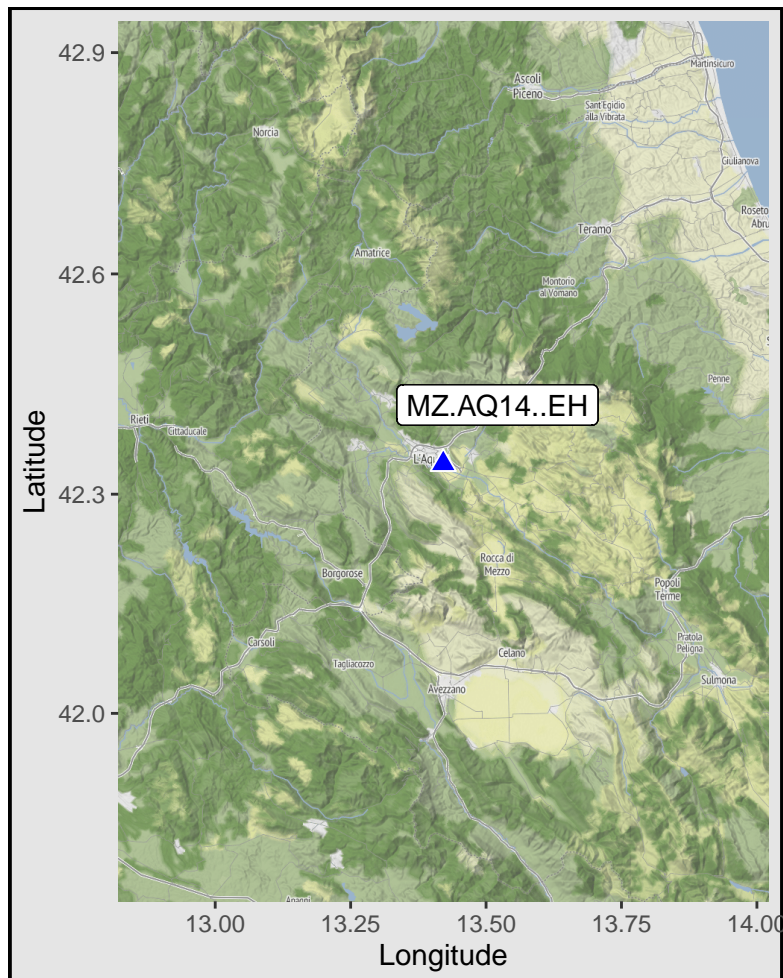 42.9
42.6
42.3
42.0
Latitude
Martinsicuro
Ascoli
Piceno
Sant'Egidio
alla Vibrata
Norcia
Giulianova
Roseto
Abru
Teramo
Amatrice
Montorio
al Vomano
Penne
MZ.AQ14..EH
Rieti
Cittaducale
L'Aqu
Rocca di
Mezzo
Borgorose
Popoli
Terme
Carsoli
Pratola
Peligna
Tagliacozzo
Celano
Sulmona
Avezzano
13.00
13.25
13.50
13.75
14.00
Longitude